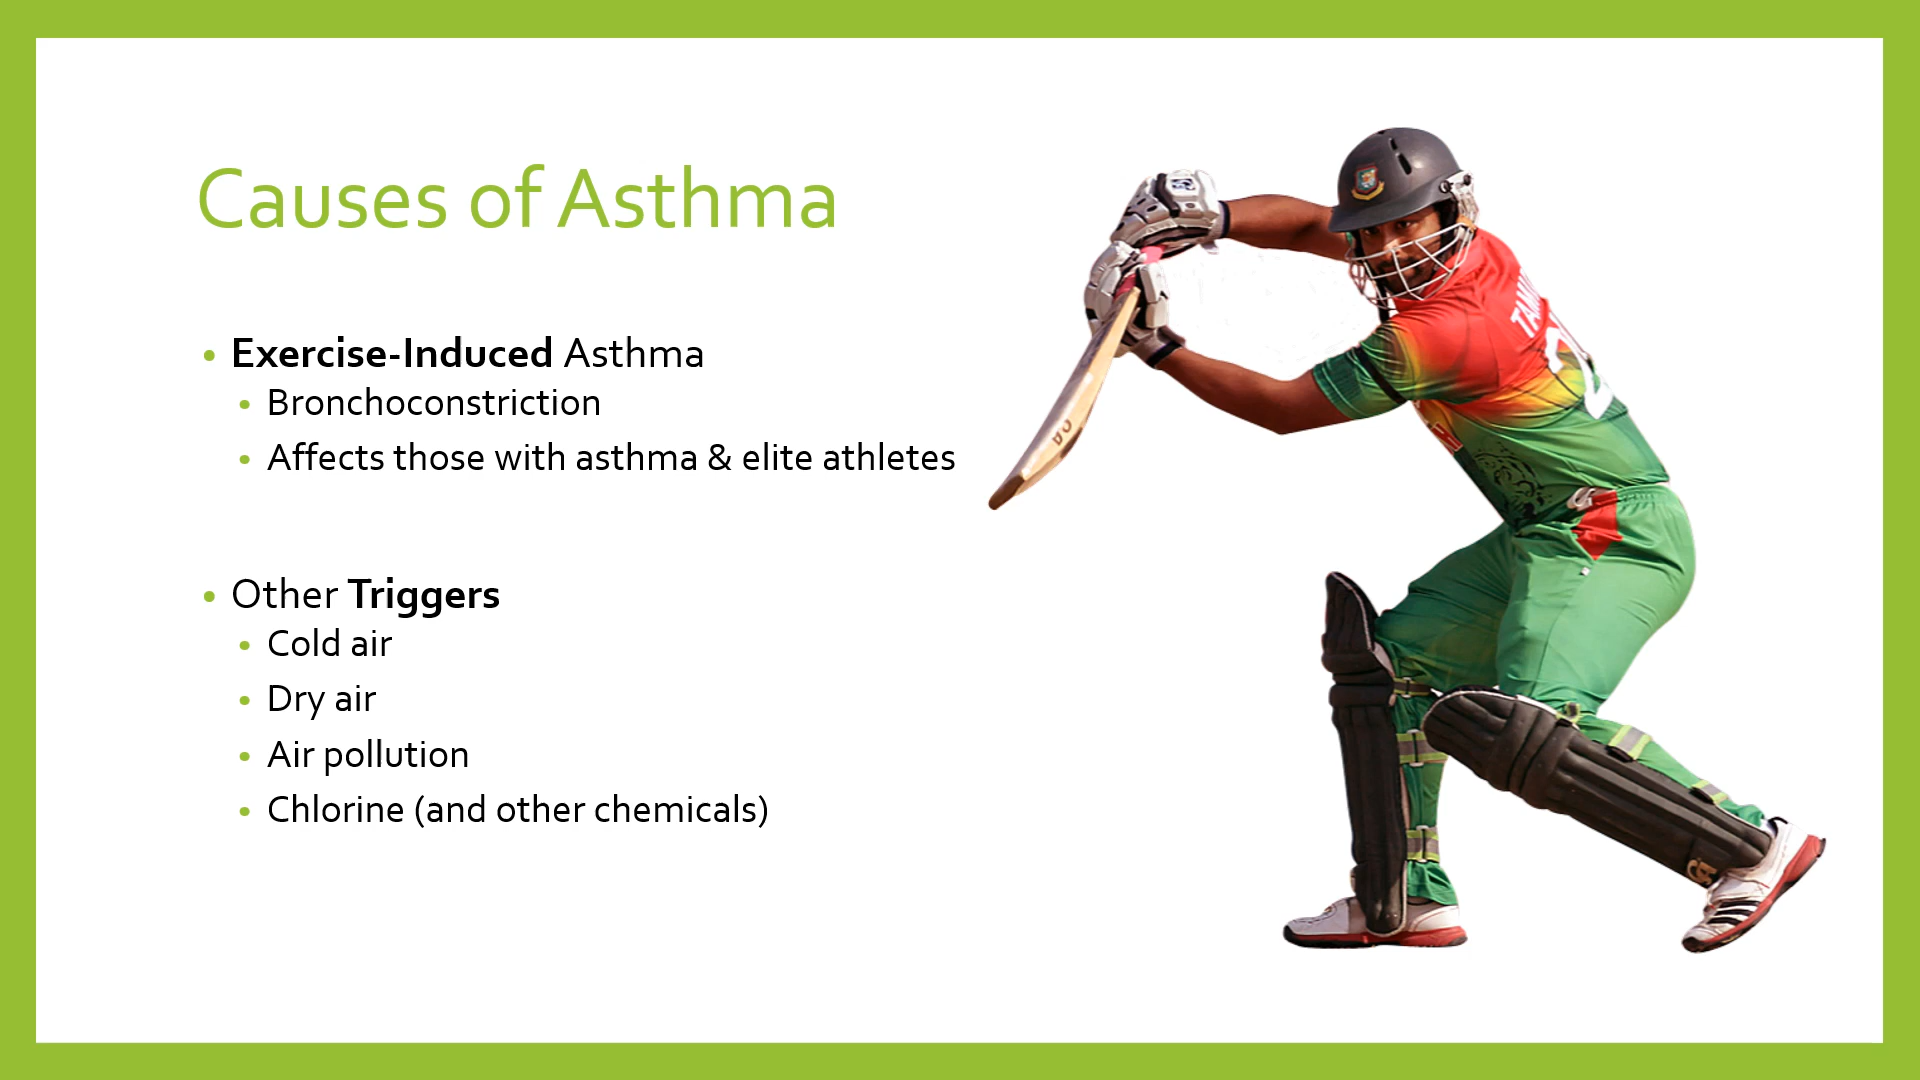 Causes of Asthma
• Exercise-Induced Asthma
• Bronchoconstriction
• Affects those with asthma & elite athletes
• Other Triggers
• Cold air
• Dry air
• Air pollution
• Chlorine (and other chemicals)
CA